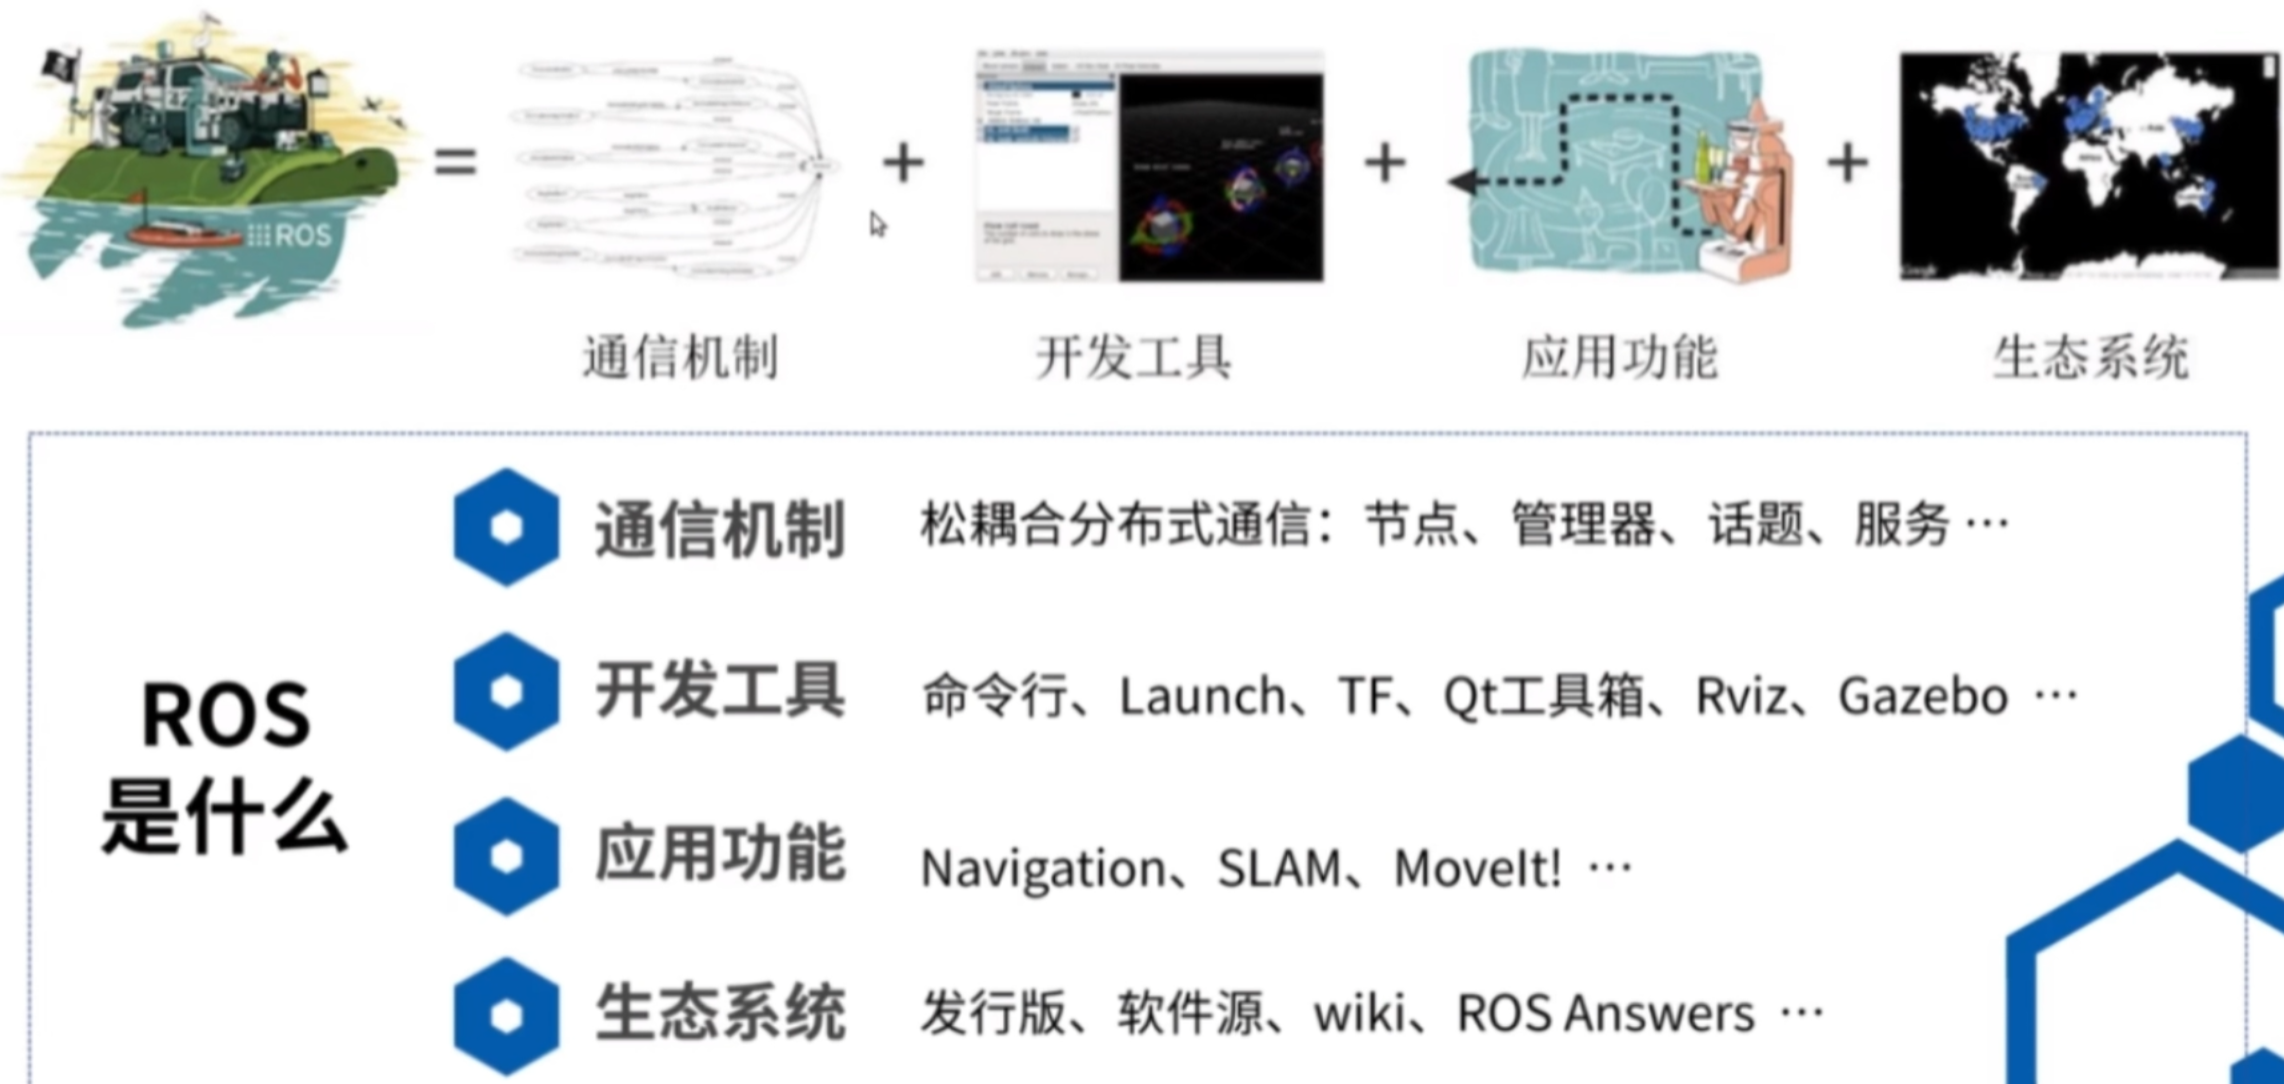 ROS
=
+
+
+
通信机制
开发工具
应用功能
生态系统
ROS
是什么
通信机制 松耦合分布式通信：节点、管理器、话题、服务 …
开发工具 命令行、Launch、TF、Qt工具箱、Rviz、Gazebo …
应用功能 Navigation、SLAM、MoveIt! …
生态系统 发行版、软件源、wiki、ROS Answers …